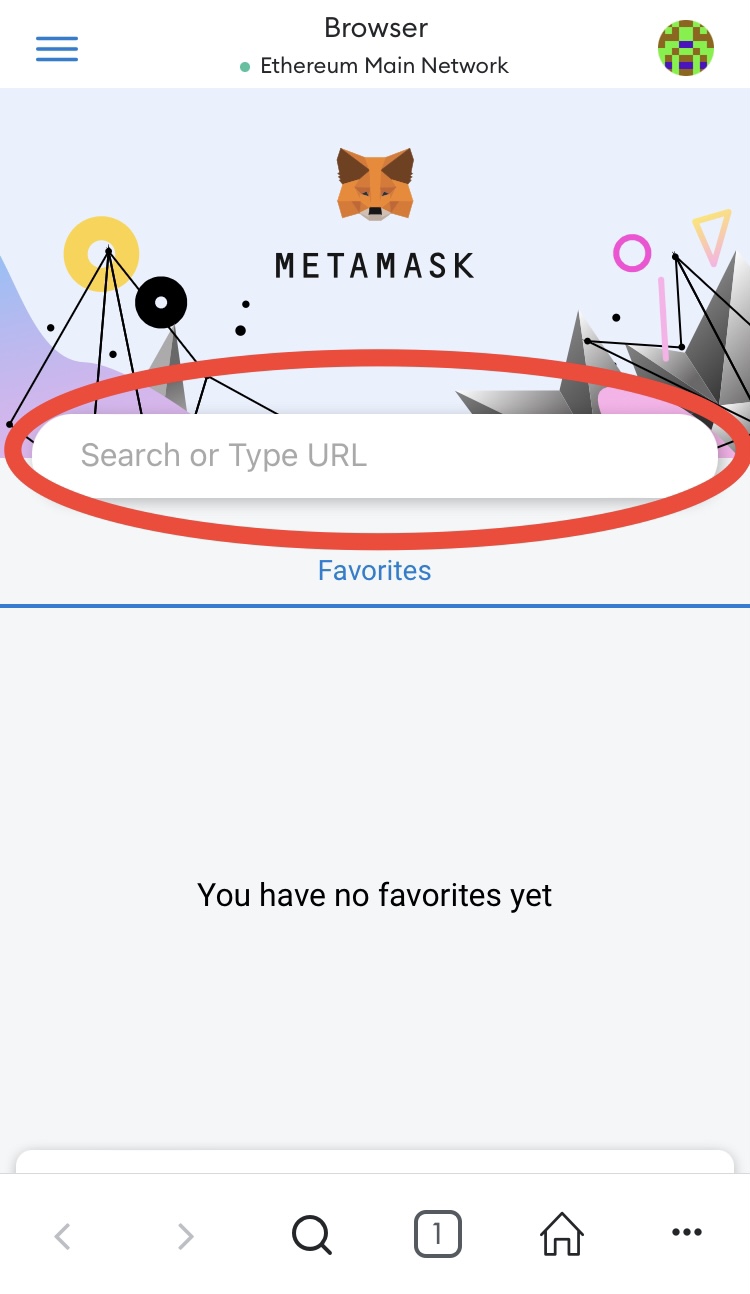 Browser
Ethereum Main Network
METAMASK
Search or Type URL
Favorites
You have no favorites yet
1